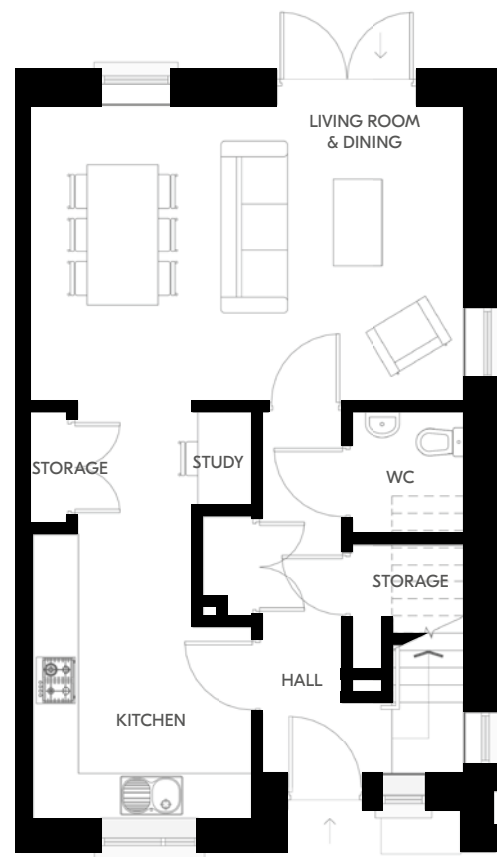 LIVING ROOM
& DINING
STORAGE
STUDY
WC
STORAGE
HALL
KITCHEN